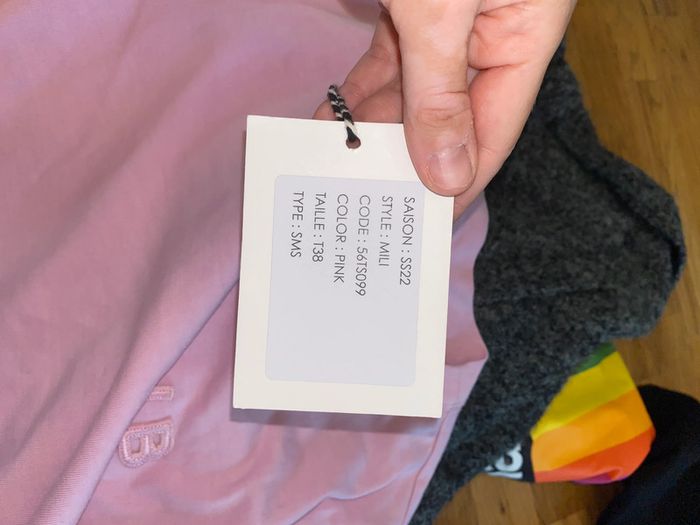 SAISON : SS22
STYLE : MILI
CODE : 56TS099
COLOR : PINK
TAILLE : T38
TYPE : SMS
B